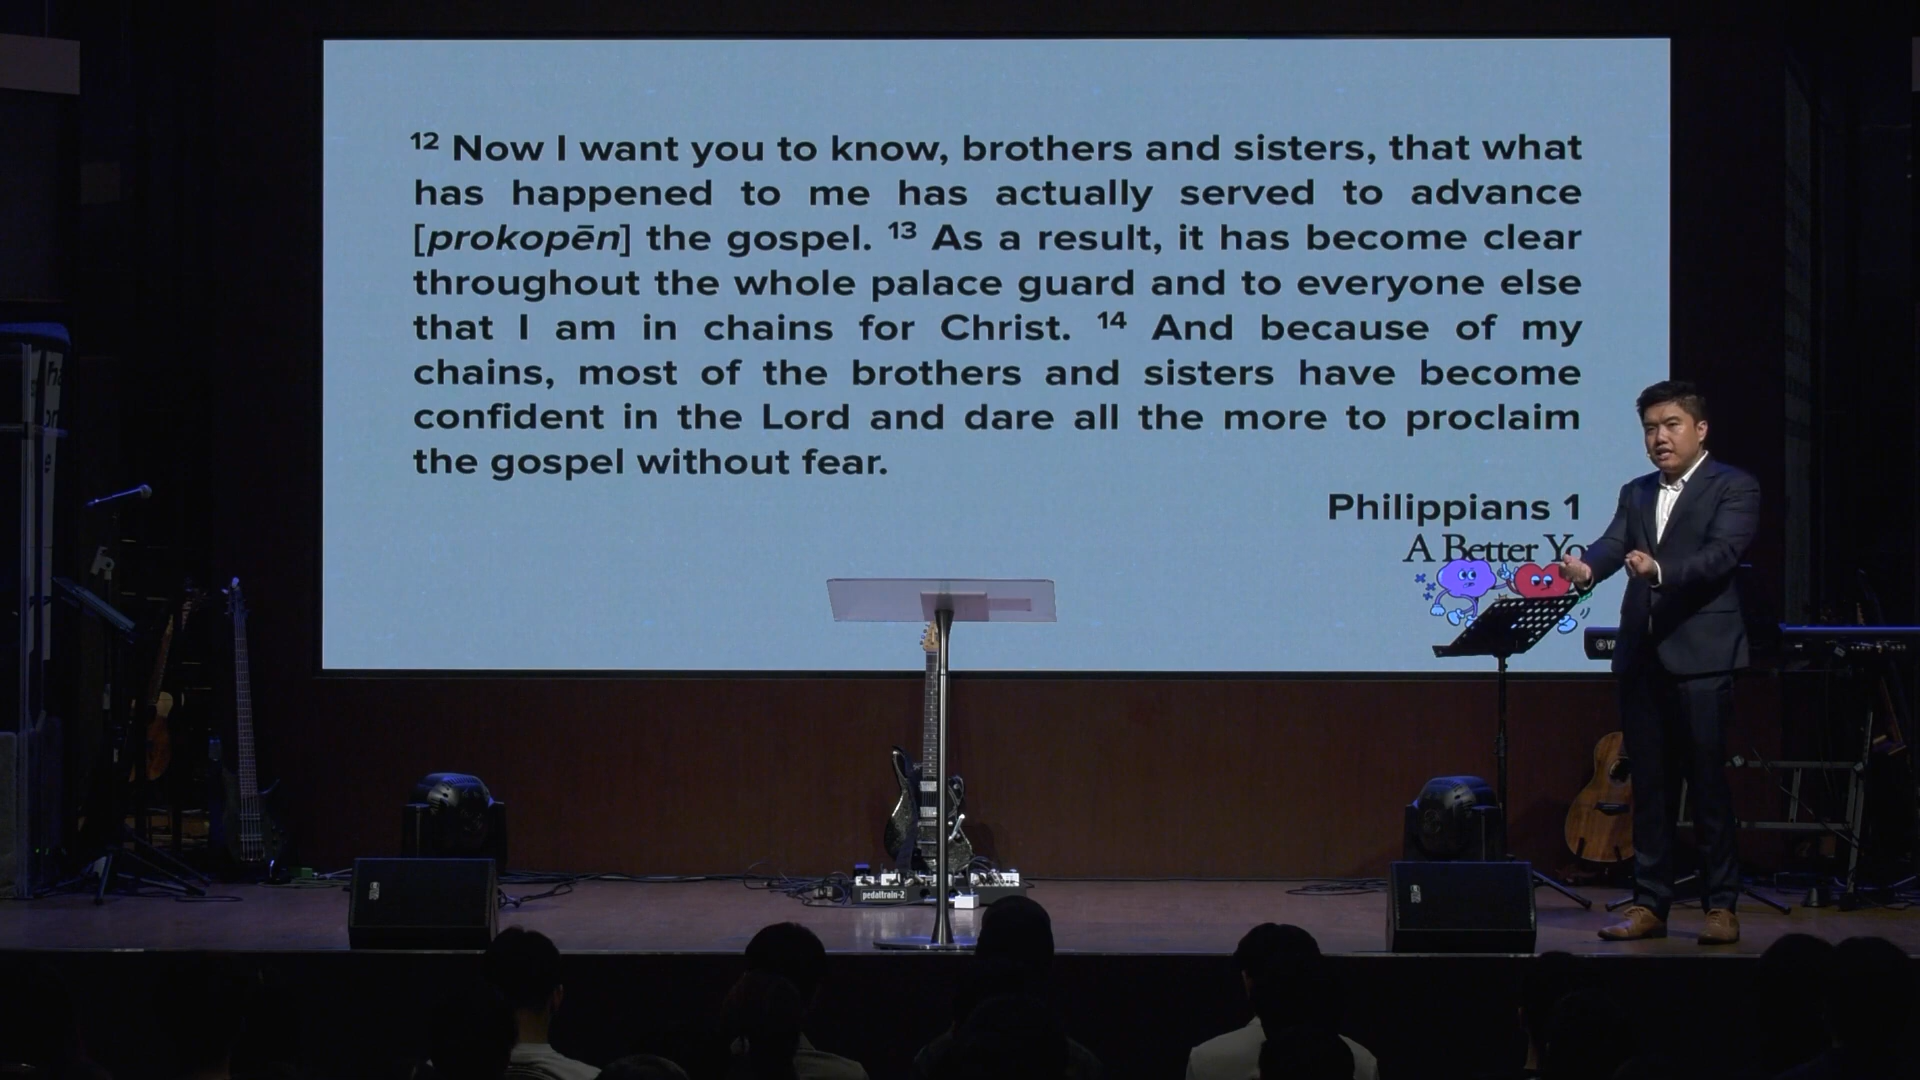 ¹² Now I want you to know, brothers and sisters, that what
has happened to me has actually served to advance
[prokopēn] the gospel. ¹³ As a result, it has become clear
throughout the whole palace guard and to everyone else
that I am in chains for Christ. ¹⁴ And because of my
chains, most of the brothers and sisters have become
confident in the Lord and dare all the more to proclaim
the gospel without fear.
Philippians 1
A Better
pedaltrain-2